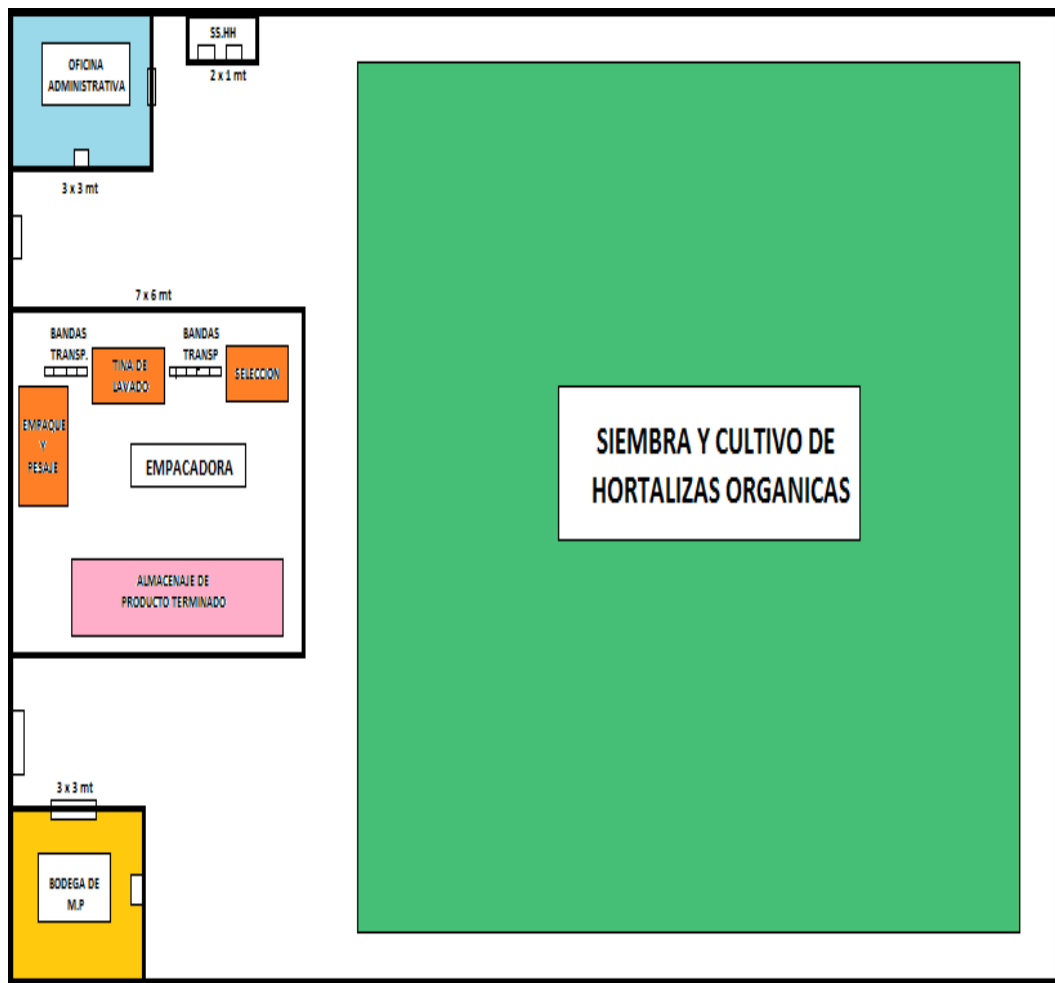 SS.HH
2 x 1 mt
OFICINA
ADMINISTRATIVA
3 x 3 mt
7 x 6 mt
BANDAS
TRANSP.
TINA DE
LAVADO
BANDAS
TRANSP
SELECCION
EMPAQUE
Y
PESAJE
EMPACADORA
ALMACENAJE DE
PRODUCTO TERMINADO
SIEMBRA Y CULTIVO DE
HORTALIZAS ORGANICAS
3 x 3 mt
BODEGA DE
M.P